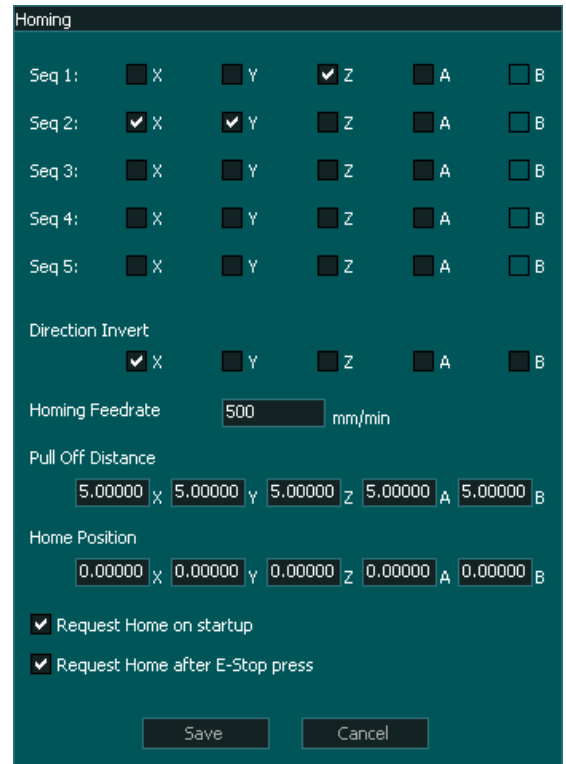 Homing
Seq 1: X Y Z A B
Seq 2: X Y Z A B
Seq 3: X Y Z A B
Seq 4: X Y Z A B
Seq 5: X Y Z A B
Direction Invert
X Y Z A B
Homing Feedrate 500 mm/min
Pull Off Distance
5.00000 X 5.00000 Y 5.00000 Z 5.00000 A 5.00000 B
Home Position
0.00000 X 0.00000 Y 0.00000 Z 0.00000 A 0.00000 B
Request Home on startup
Request Home after E-Stop press
Save Cancel